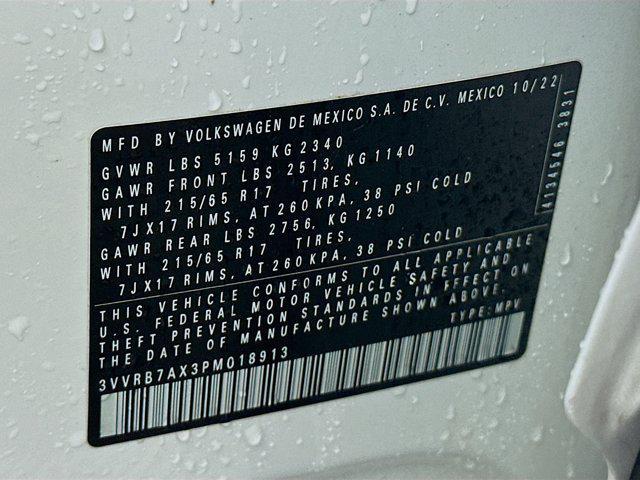 MFD BY VOLKSWAGEN DE MEXICO S.A. DE C.V. MEXICO 10/22
GVWR LBS 5159 KG 2340
GAWR FRONT LBS 2513, KG 1140
WITH 215/65 R17 TIRES,
7JX17 RIMS, AT 260 KPA, 38 PSI COLD
GAWR REAR LBS 2756, KG 1250
WITH 215/65 R17 TIRES,
7JX17 RIMS, AT 260 KPA, 38 PSI COLD
THIS VEHICLE CONFORMS TO ALL APPLICABLE
U.S. FEDERAL MOTOR VEHICLE SAFETY AND
THEFT PREVENTION STANDARDS IN EFFECT ON
THE DATE OF MANUFACTURE SHOWN ABOVE.
TYPE: MPV
3VVRB7AX3PM018913
4134546 3831